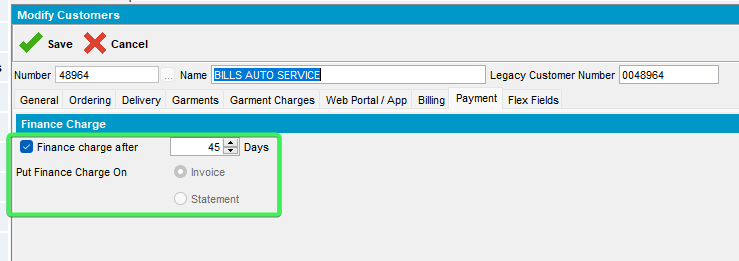 Modify Customers
Save Cancel
Number 48964 ... Name BILLS AUTO SERVICE Legacy Customer Number 0048964
General Ordering Delivery Garments Garment Charges Web Portal / App Billing Payment Flex Fields
Finance Charge
Finance charge after 45 Days
Put Finance Charge On Invoice
Statement